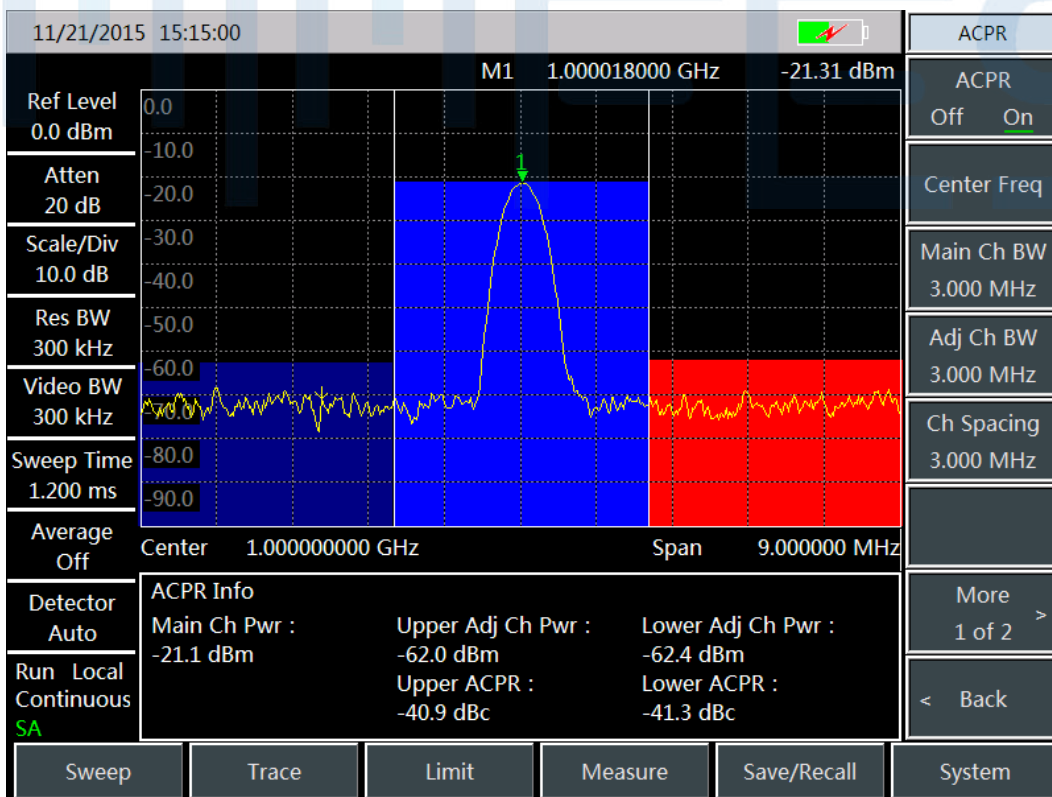 11/21/2015 15:15:00
M1 1.000018000 GHz -21.31 dBm
Ref Level
0.0 dBm
Atten
20 dB
Scale/Div
10.0 dB
Res BW
300 kHz
Video BW
300 kHz
Sweep Time
1.200 ms
Average
Off
Detector
Auto
Run Local
Continuous
SA
0.0
-10.0
-20.0
-30.0
-40.0
-50.0
-60.0
-70.0
-80.0
-90.0
1
Center 1.000000000 GHz Span 9.000000 MHz
ACPR Info
Main Ch Pwr :
-21.1 dBm
Upper Adj Ch Pwr :
-62.0 dBm
Upper ACPR :
-40.9 dBc
Lower Adj Ch Pwr :
-62.4 dBm
Lower ACPR :
-41.3 dBc
ACPR
ACPR
Off On
Center Freq
Main Ch BW
3.000 MHz
Adj Ch BW
3.000 MHz
Ch Spacing
3.000 MHz
More >
1 of 2
< Back
Sweep
Trace
Limit
Measure
Save/Recall
System